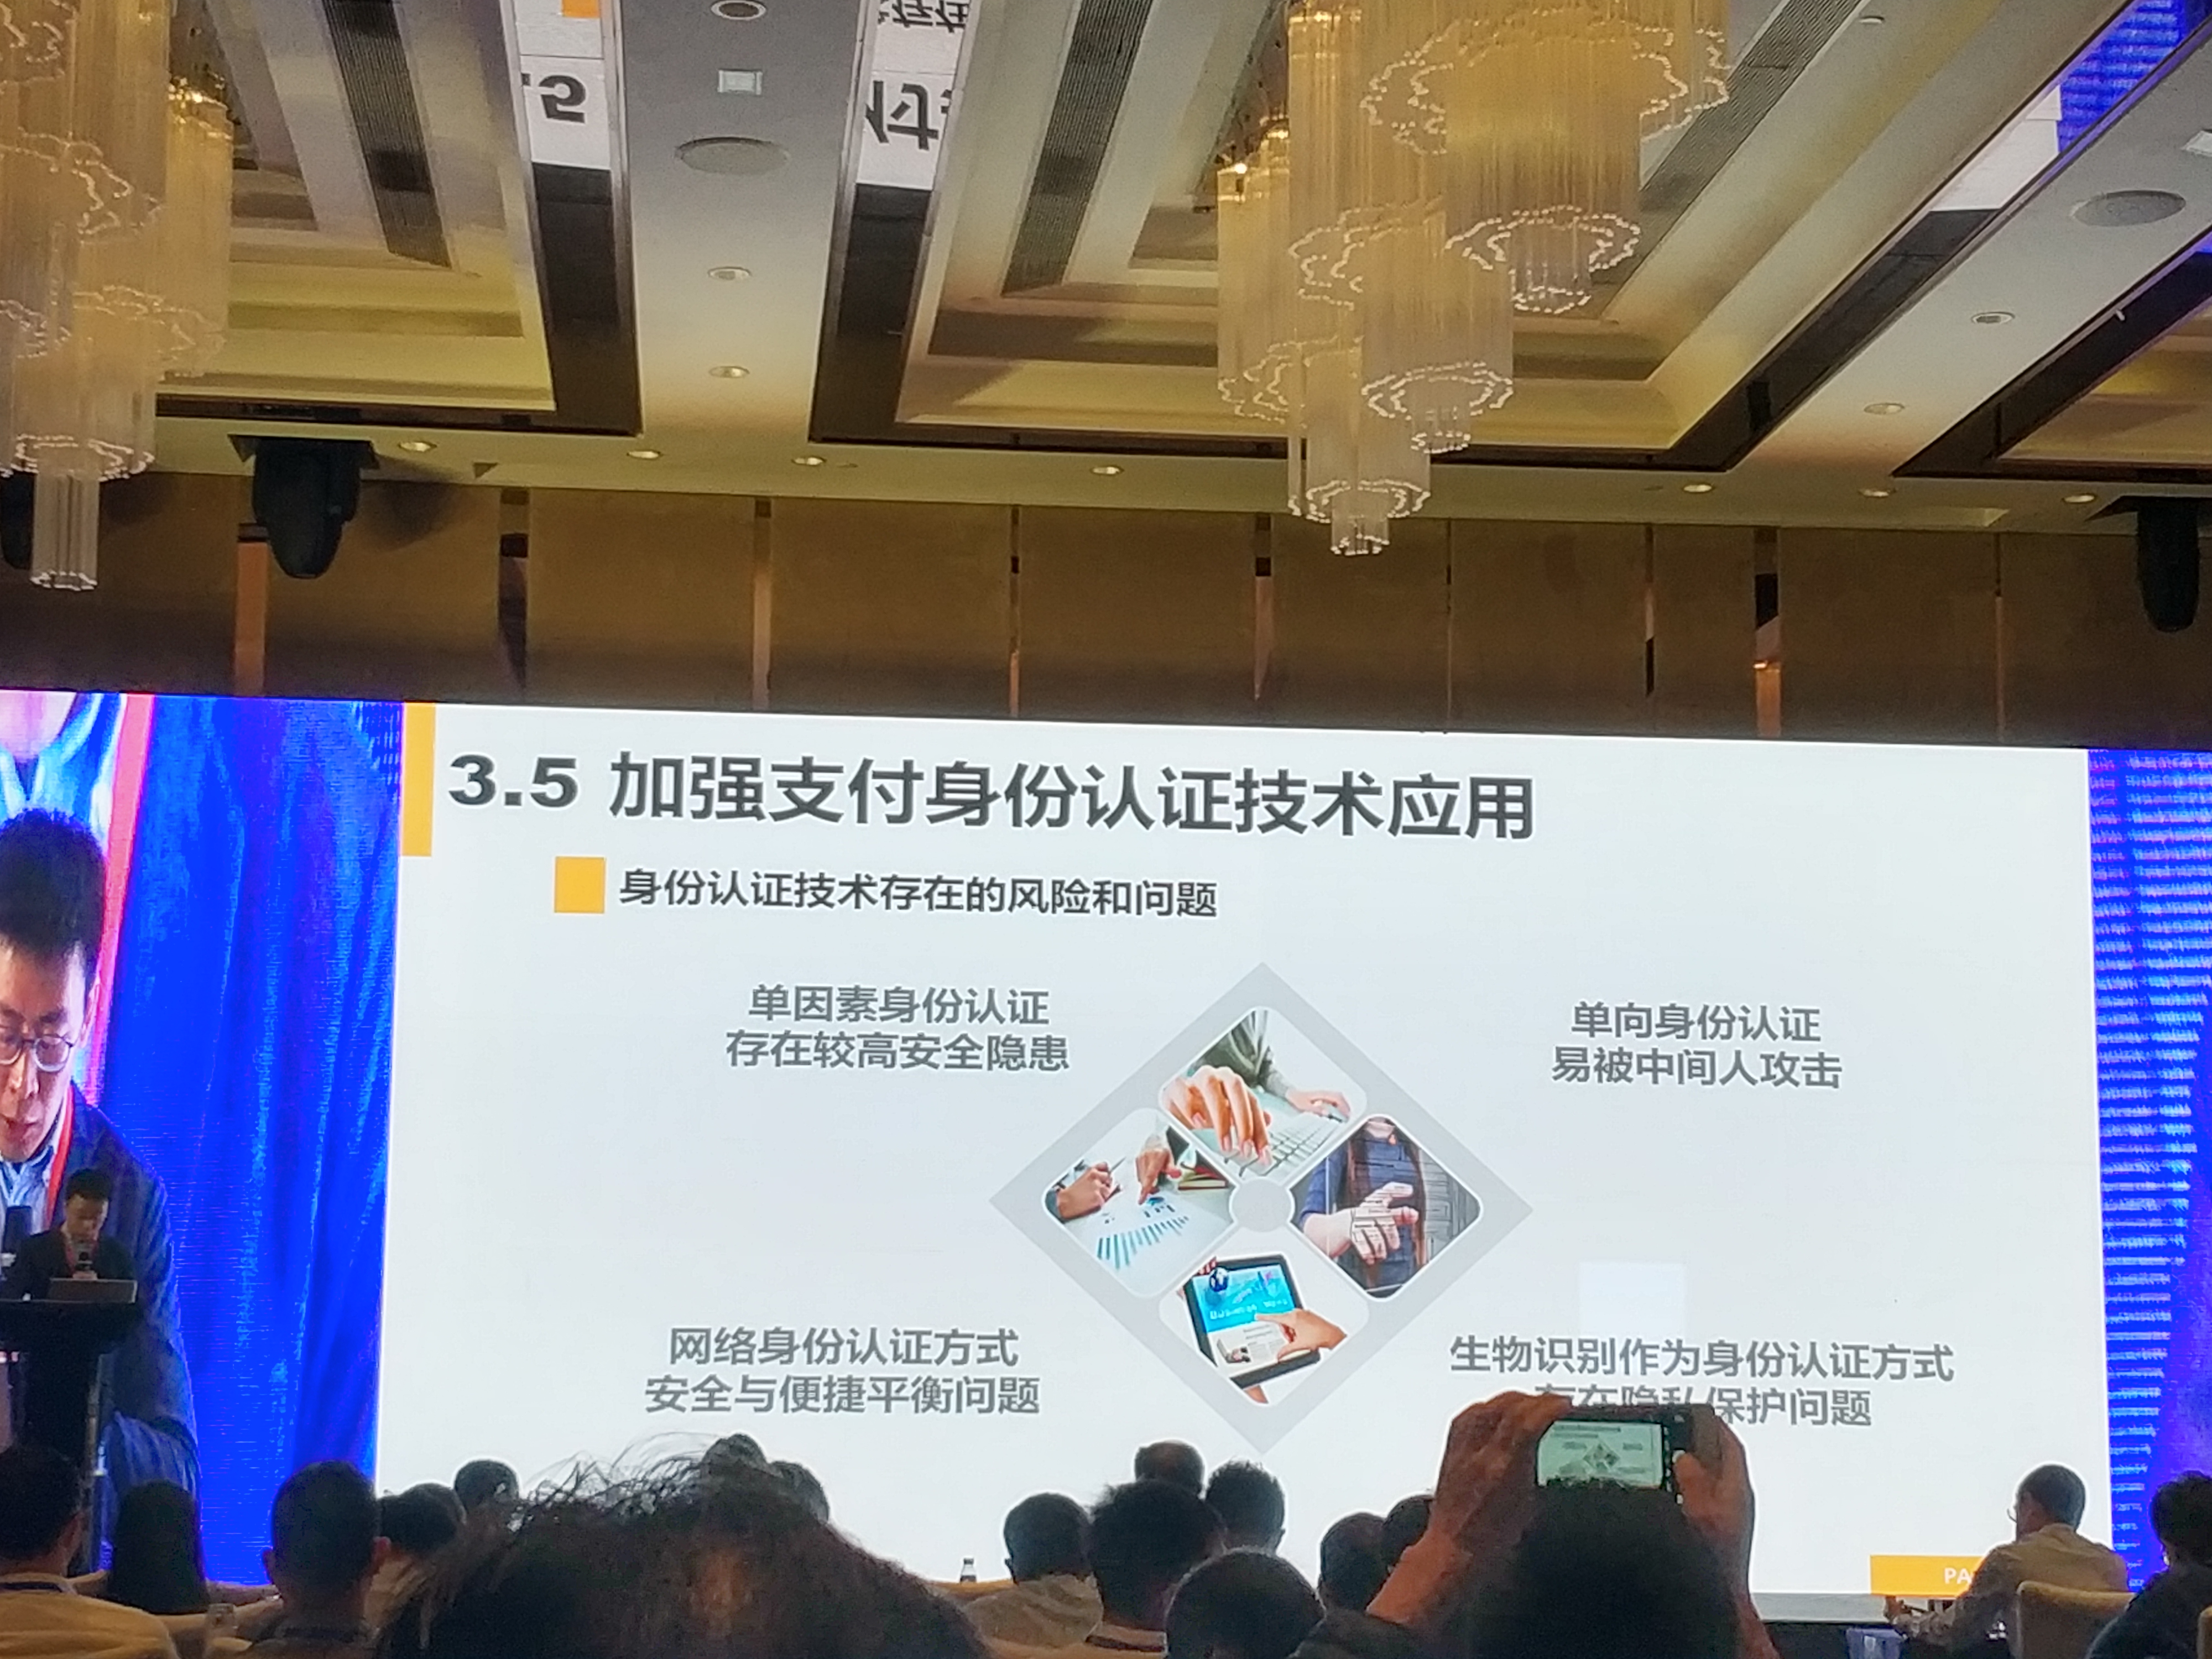 3.5 加强支付身份认证技术应用
身份认证技术存在的风险和问题
单因素身份认证
存在较高安全隐患
单向身份认证
易被中间人攻击
网络身份认证方式
安全与便捷平衡问题
生物识别作为身份认证方式
存在隐私保护问题